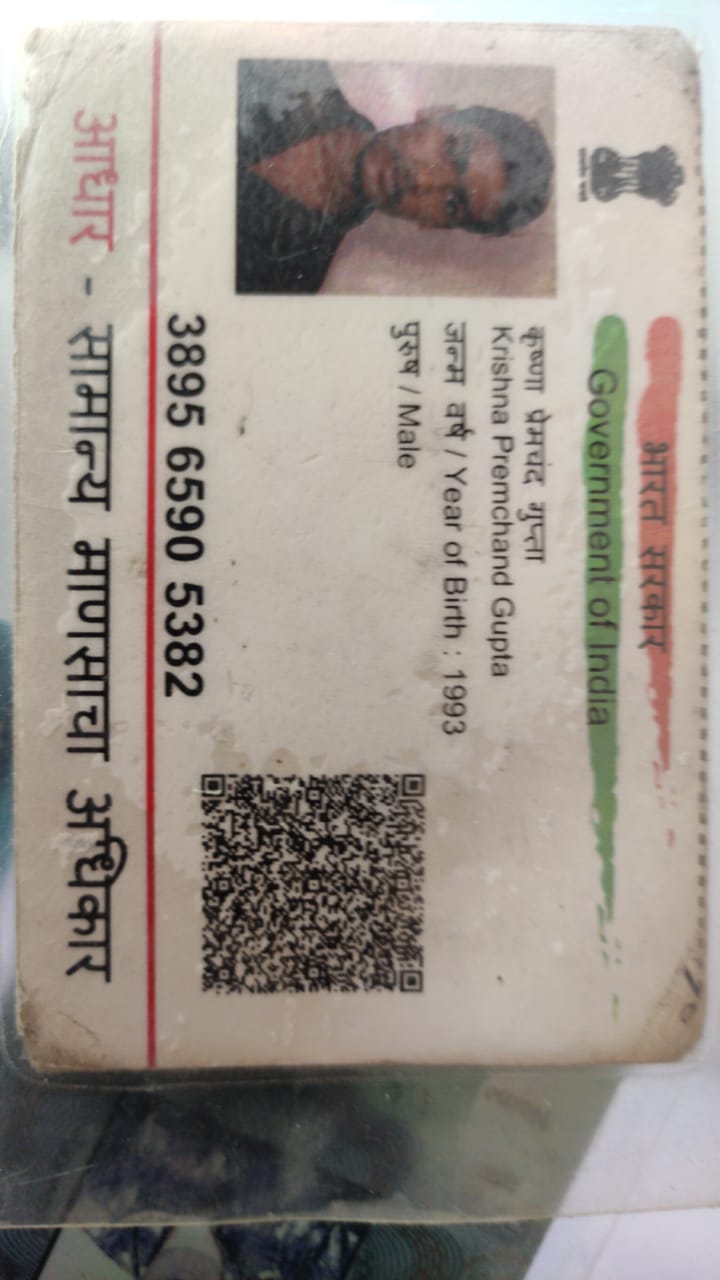 भारत सरकार
Government of India
कृष्णा प्रेमचंद गुप्ता
Krishna Premchand Gupta
जन्म वर्ष / Year of Birth : 1993
पुरुष / Male
3895 6590 5382
आधार - सामान्य माणसाचा अधिकार